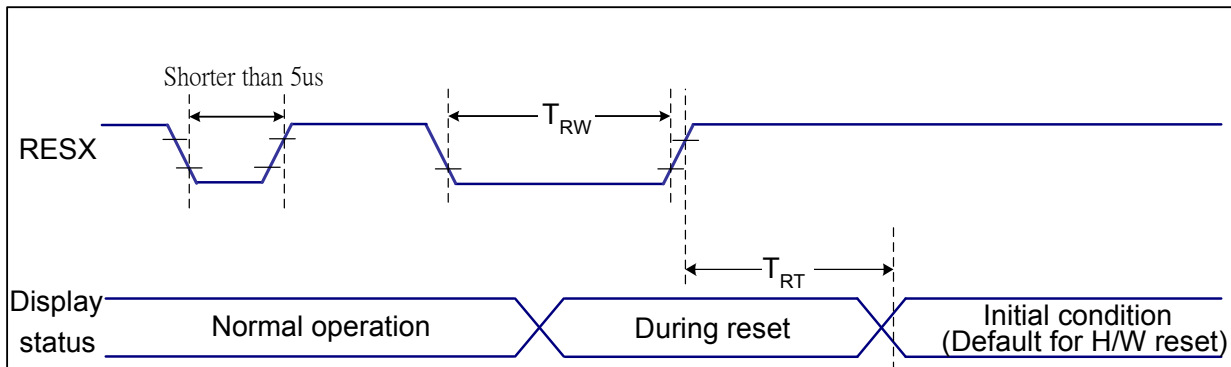 Shorter than 5us
RESX
TRW
TRT
Display
status
Normal operation
During reset
Initial condition
(Default for H/W reset)